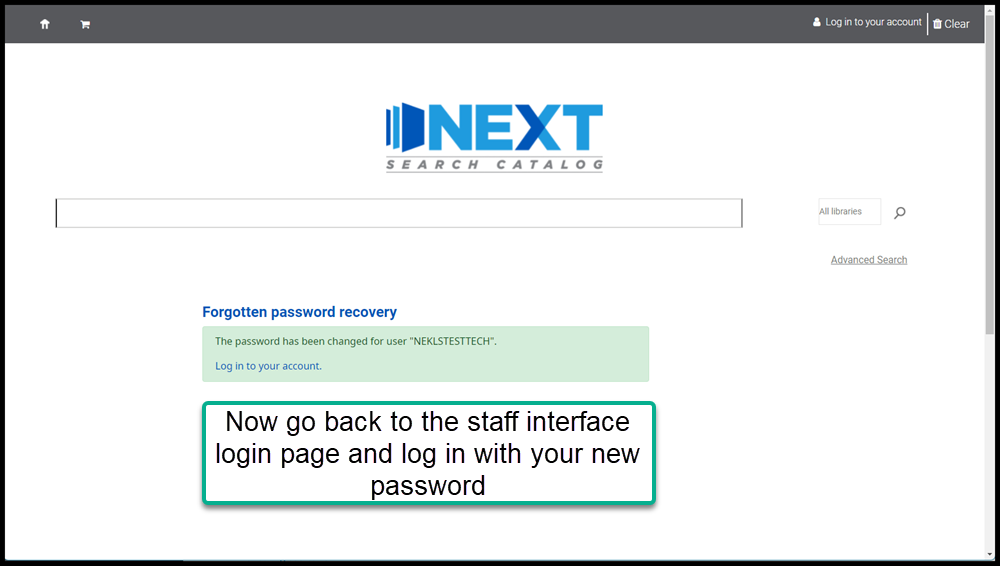 Log in to your account
Clear
NEXT
SEARCH CATALOG
All libraries
Advanced Search
Forgotten password recovery
The password has been changed for user "NEKLSTESTTECH".
Log in to your account.
Now go back to the staff interface
login page and log in with your new
password